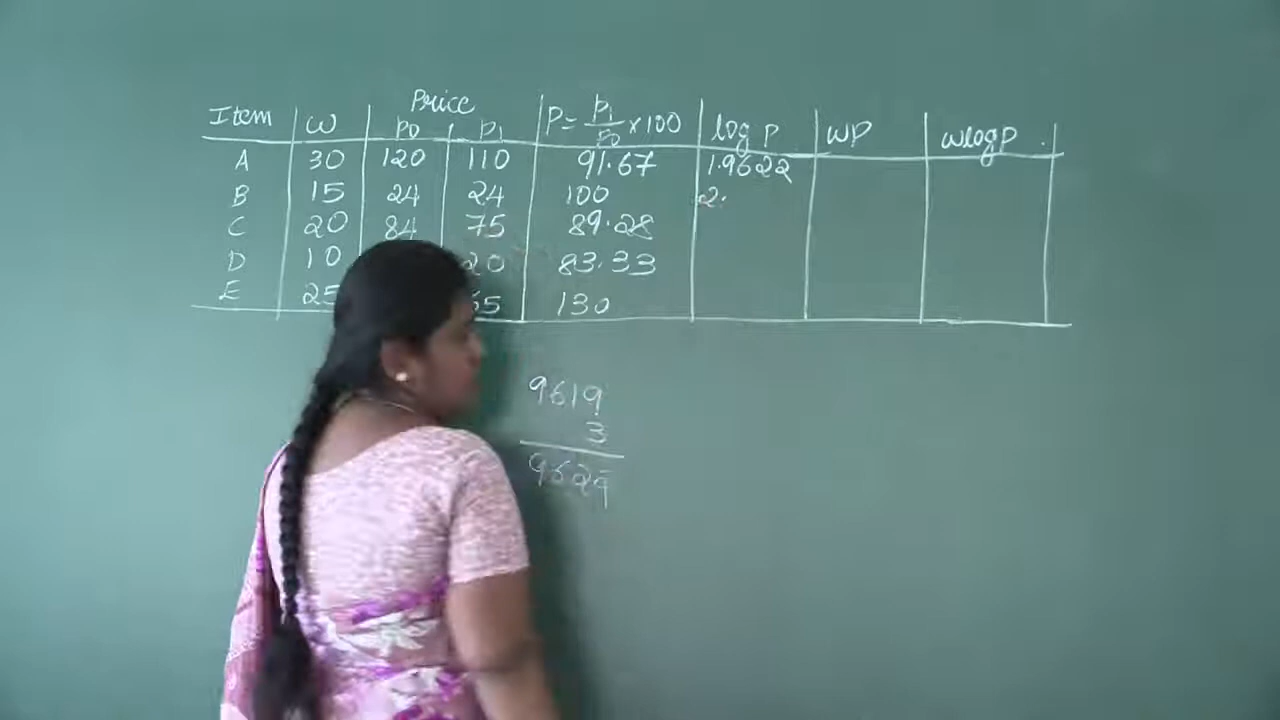 Price
Item ω p0 p1 P = p1/p0 × 100 log P WP wlogP .
A 30 120 110 91.67 1.9622
B 15 24 24 100 2.
C 20 84 75 89.28
D 10 20 83.33
E 25 130
9619
3